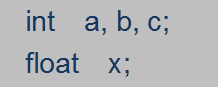 int    a, b, c;
float    x;